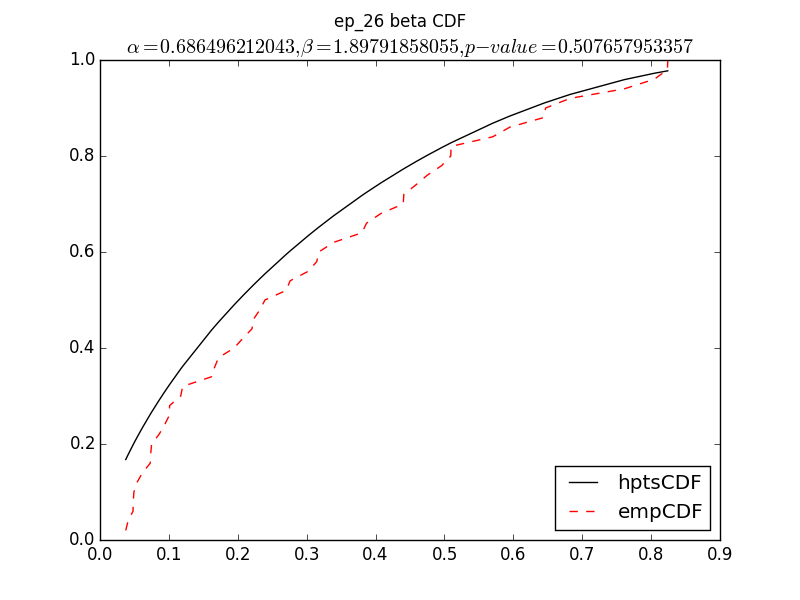 ep_26 beta CDF
α=0.686496212043,β=1.89791858055,p−value=0.507657953357
1.0
0.8
0.6
0.4
0.2
0.0
0.0 0.1 0.2 0.3 0.4 0.5 0.6 0.7 0.8 0.9
hptsCDF
empCDF